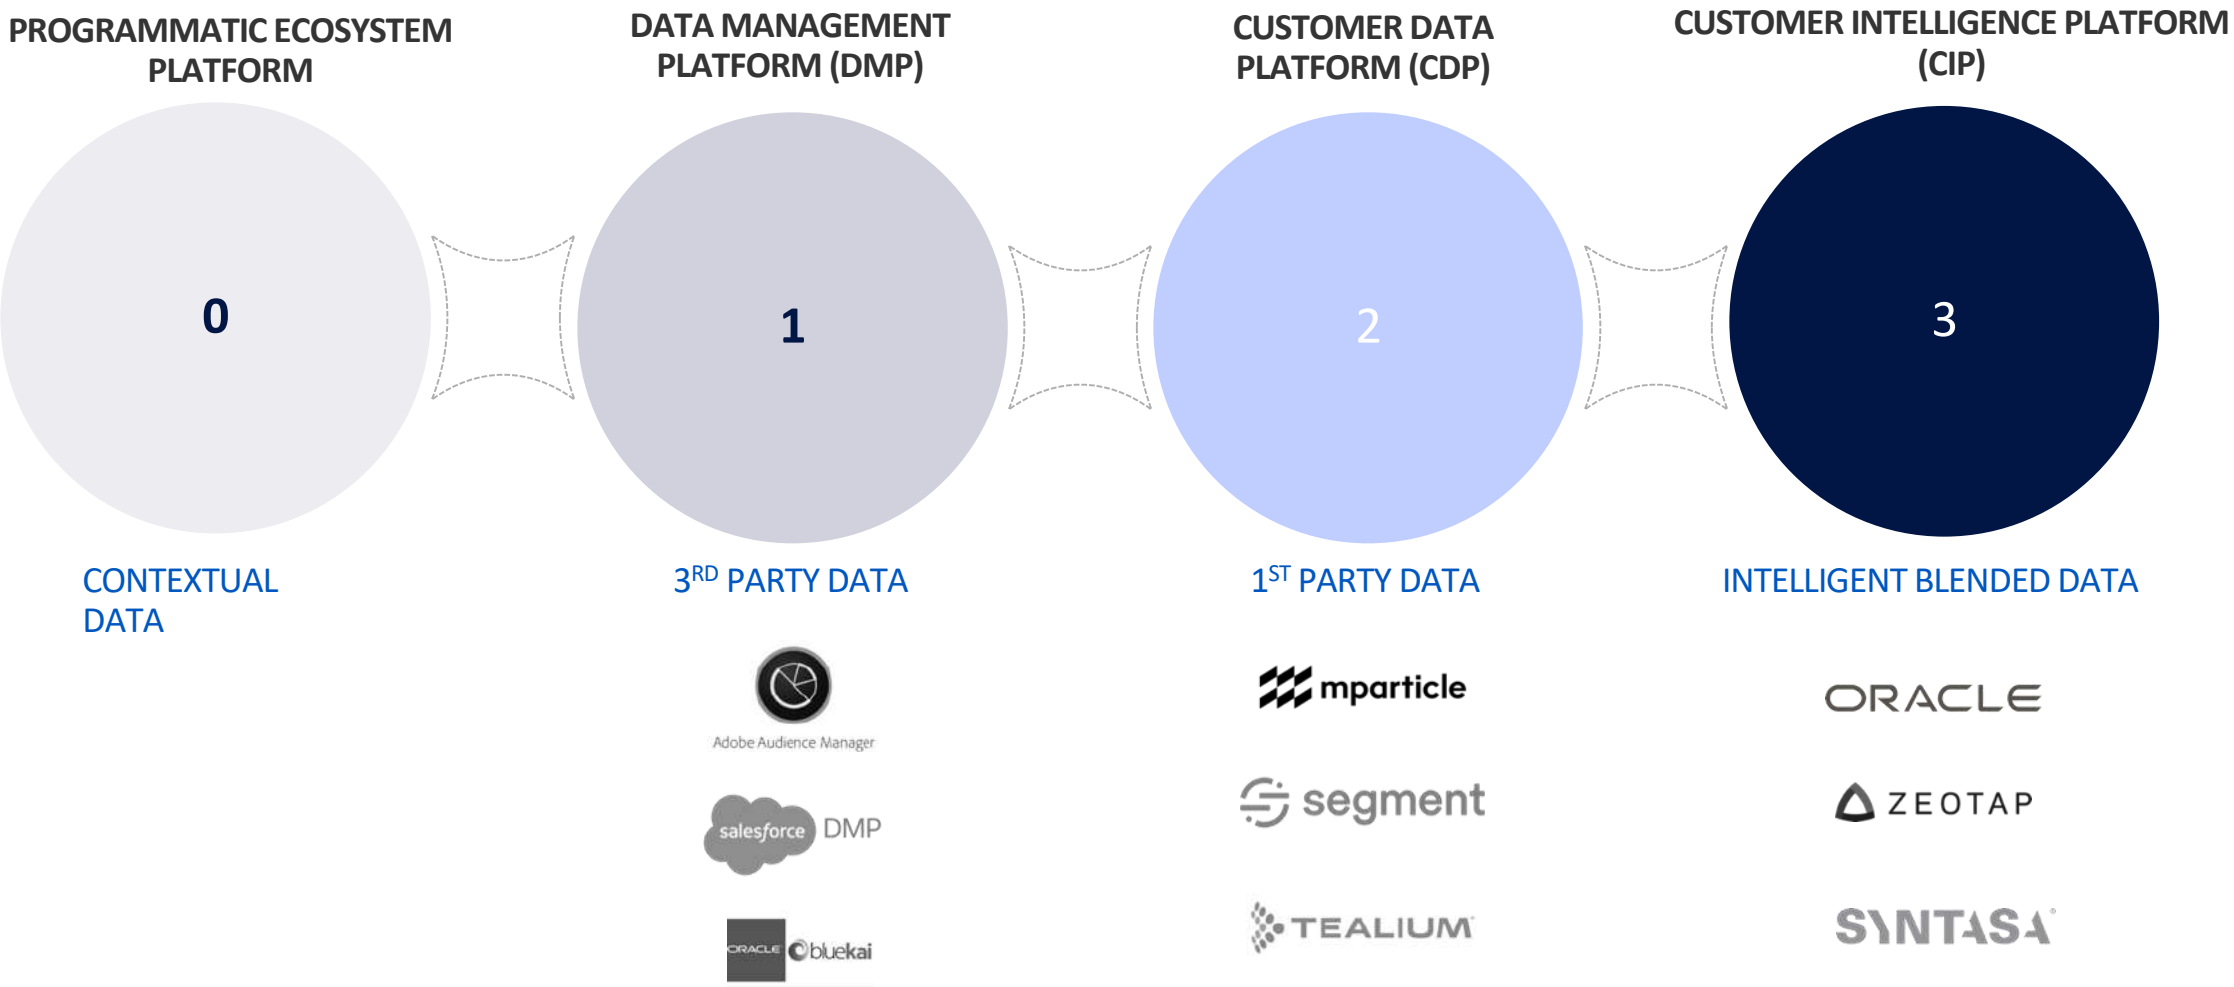 PROGRAMMATIC ECOSYSTEM
PLATFORM
0
CONTEXTUAL
DATA
DATA MANAGEMENT
PLATFORM (DMP)
1
3RD PARTY DATA
Adobe Audience Manager
salesforce DMP
ORACLE bluekai
CUSTOMER DATA
PLATFORM (CDP)
2
1ST PARTY DATA
mparticle
segment
TEALIUM
CUSTOMER INTELLIGENCE PLATFORM
(CIP)
3
INTELLIGENT BLENDED DATA
ORACLE
ZEOTAP
SYNTASA